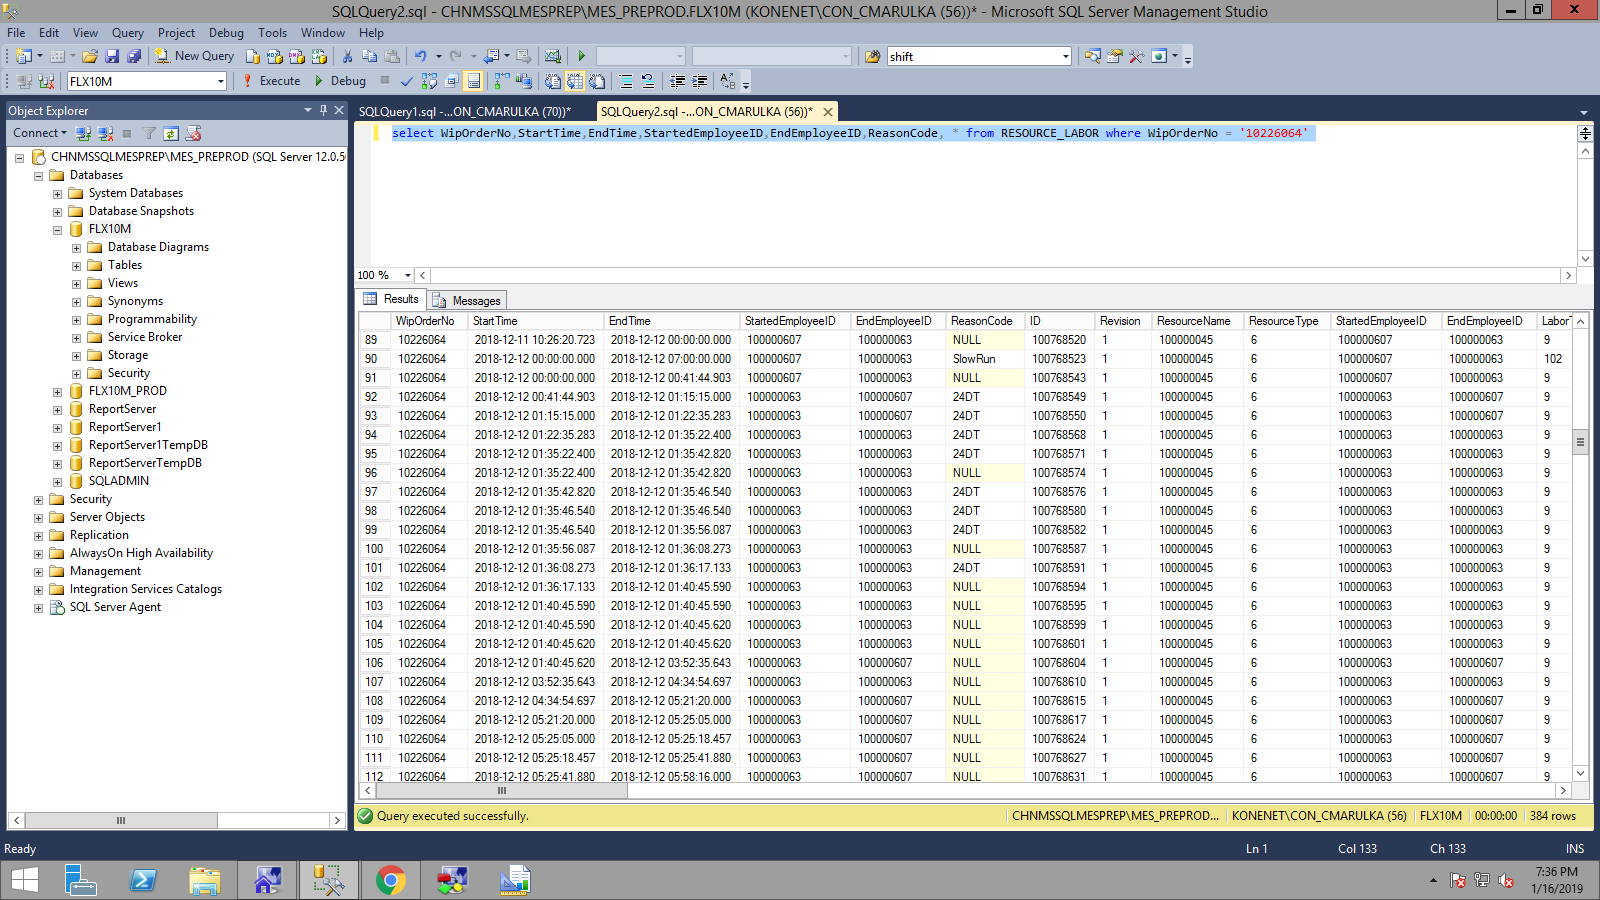 SQLQuery2.sql - CHNMSSQLMESPREP\MES_PREPROD.FLX10M (KONENET\CON_CMARULKA (56))* - Microsoft SQL Server Management Studio
File Edit View Query Project Debug Tools Window Help
New Query shift
FLX10M Execute Debug
Object Explorer
Connect
CHNMSSQLMESPREP\MES_PREPROD (SQL Server 12.0.5
Databases
System Databases
Database Snapshots
FLX10M
Database Diagrams
Tables
Views
Synonyms
Programmability
Service Broker
Storage
Security
FLX10M_PROD
ReportServer
ReportServer1
ReportServer1TempDB
ReportServerTempDB
SQLADMIN
Security
Server Objects
Replication
AlwaysOn High Availability
Management
Integration Services Catalogs
SQL Server Agent
SQLQuery1.sql -...ON_CMARULKA (70))* SQLQuery2.sql -...ON_CMARULKA (56))*
select WipOrderNo,StartTime,EndTime,StartedEmployeeID,EndEmployeeID,ReasonCode, * from RESOURCE_LABOR where WipOrderNo = '10226064'
100 %
Results Messages
WipOrderNo StartTime EndTime StartedEmployeeID EndEmployeeID ReasonCode ID Revision ResourceName ResourceType StartedEmployeeID EndEmployeeID Labor
89 10226064 2018-12-11 10:26:20.723 2018-12-12 00:00:00.000 100000607 100000063 NULL 100768520 1 100000045 6 100000607 100000063 9
90 10226064 2018-12-12 00:00:00.000 2018-12-12 07:00:00.000 100000607 100000063 SlowRun 100768523 1 100000045 6 100000607 100000063 102
91 10226064 2018-12-12 00:00:00.000 2018-12-12 00:41:44.903 100000607 100000063 NULL 100768543 1 100000045 6 100000607 100000063 9
92 10226064 2018-12-12 00:41:44.903 2018-12-12 01:15:15.000 100000063 100000607 24DT 100768549 1 100000045 6 100000063 100000607 9
93 10226064 2018-12-12 01:15:15.000 2018-12-12 01:22:35.283 100000063 100000607 24DT 100768550 1 100000045 6 100000063 100000607 9
94 10226064 2018-12-12 01:22:35.283 2018-12-12 01:35:22.400 100000063 100000063 24DT 100768568 1 100000045 6 100000063 100000063 9
95 10226064 2018-12-12 01:35:22.400 2018-12-12 01:35:42.820 100000063 100000063 24DT 100768571 1 100000045 6 100000063 100000063 9
96 10226064 2018-12-12 01:35:22.400 2018-12-12 01:35:42.820 100000063 100000063 NULL 100768574 1 100000045 6 100000063 100000063 9
97 10226064 2018-12-12 01:35:42.820 2018-12-12 01:35:46.540 100000063 100000063 24DT 100768576 1 100000045 6 100000063 100000063 9
98 10226064 2018-12-12 01:35:46.540 2018-12-12 01:35:46.540 100000063 100000063 24DT 100768580 1 100000045 6 100000063 100000063 9
99 10226064 2018-12-12 01:35:46.540 2018-12-12 01:35:56.087 100000063 100000063 24DT 100768582 1 100000045 6 100000063 100000063 9
100 10226064 2018-12-12 01:35:56.087 2018-12-12 01:36:08.273 100000063 100000063 NULL 100768587 1 100000045 6 100000063 100000063 9
101 10226064 2018-12-12 01:36:08.273 2018-12-12 01:36:17.133 100000063 100000063 24DT 100768591 1 100000045 6 100000063 100000063 9
102 10226064 2018-12-12 01:36:17.133 2018-12-12 01:40:45.590 100000063 100000063 NULL 100768594 1 100000045 6 100000063 100000063 9
103 10226064 2018-12-12 01:40:45.590 2018-12-12 01:40:45.590 100000063 100000063 NULL 100768595 1 100000045 6 100000063 100000063 9
104 10226064 2018-12-12 01:40:45.590 2018-12-12 01:40:45.620 100000063 100000063 NULL 100768599 1 100000045 6 100000063 100000063 9
105 10226064 2018-12-12 01:40:45.620 2018-12-12 01:40:45.620 100000063 100000063 NULL 100768601 1 100000045 6 100000063 100000063 9
106 10226064 2018-12-12 01:40:45.620 2018-12-12 03:52:35.643 100000063 100000607 NULL 100768604 1 100000045 6 100000063 100000607 9
107 10226064 2018-12-12 03:52:35.643 2018-12-12 04:34:54.697 100000063 100000063 NULL 100768610 1 100000045 6 100000063 100000063 9
108 10226064 2018-12-12 04:34:54.697 2018-12-12 05:21:20.000 100000063 100000607 NULL 100768615 1 100000045 6 100000063 100000607 9
109 10226064 2018-12-12 05:21:20.000 2018-12-12 05:25:05.000 100000063 100000607 NULL 100768617 1 100000045 6 100000063 100000607 9
110 10226064 2018-12-12 05:25:05.000 2018-12-12 05:25:18.457 100000063 100000607 NULL 100768624 1 100000045 6 100000063 100000607 9
111 10226064 2018-12-12 05:25:18.457 2018-12-12 05:25:41.880 100000063 100000607 NULL 100768627 1 100000045 6 100000063 100000607 9
112 10226064 2018-12-12 05:25:41.880 2018-12-12 05:58:16.000 100000063 100000607 NULL 100768631 1 100000045 6 100000063 100000607 9
Query executed successfully. CHNMSSQLMESPREP\MES_PREPROD... KONENET\CON_CMARULKA (56) FLX10M 00:00:00 384 rows
Ready Ln 1 Col 133 Ch 133 INS
7:36 PM
1/16/2019